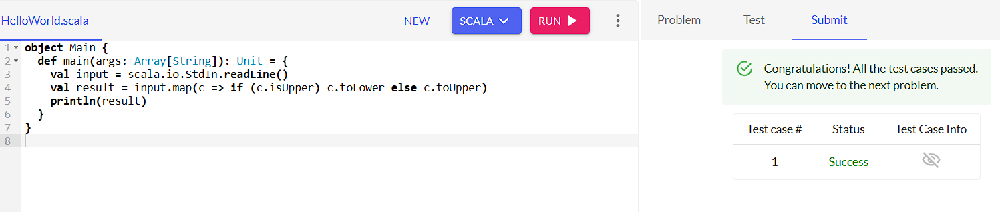 HelloWorld.scala
NEW
SCALA
RUN
1 object Main {
2   def main(args: Array[String]): Unit = {
3     val input = scala.io.StdIn.readLine()
4     val result = input.map(c => if (c.isUpper) c.toLower else c.toUpper)
5     println(result)
6   }
7 }
8
Problem Test Submit
Congratulations! All the test cases passed.
You can move to the next problem.
Test case # Status Test Case Info
1 Success